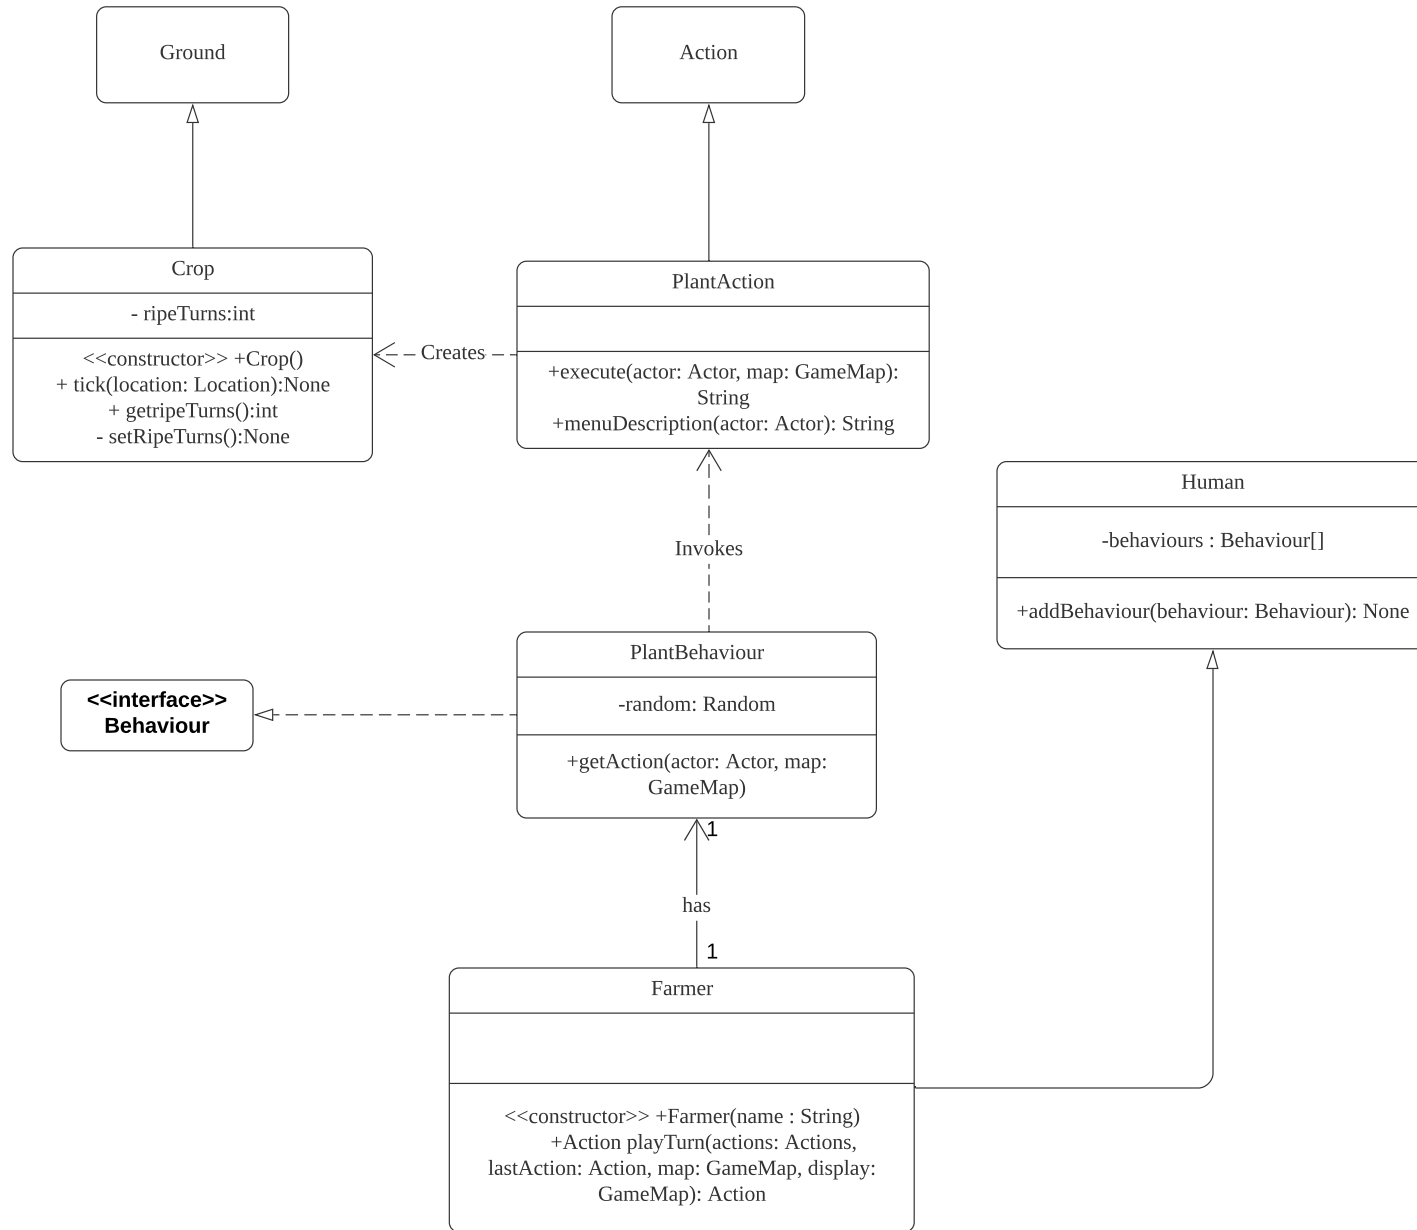 Ground
Action
Crop
- ripeTurns:int
<<constructor>> +Crop()
+ tick(location: Location):None
+ getripeTurns():int
- setRipeTurns():None
Creates
PlantAction
+execute(actor: Actor, map: GameMap):
String
+menuDescription(actor: Actor): String
Human
-behaviours : Behaviour[]
+addBehaviour(behaviour: Behaviour): None
Invokes
<<interface>>
Behaviour
PlantBehaviour
-random: Random
+getAction(actor: Actor, map:
GameMap)
1
has
1
Farmer
<<constructor>> +Farmer(name : String)
+Action playTurn(actions: Actions,
lastAction: Action, map: GameMap, display:
GameMap): Action